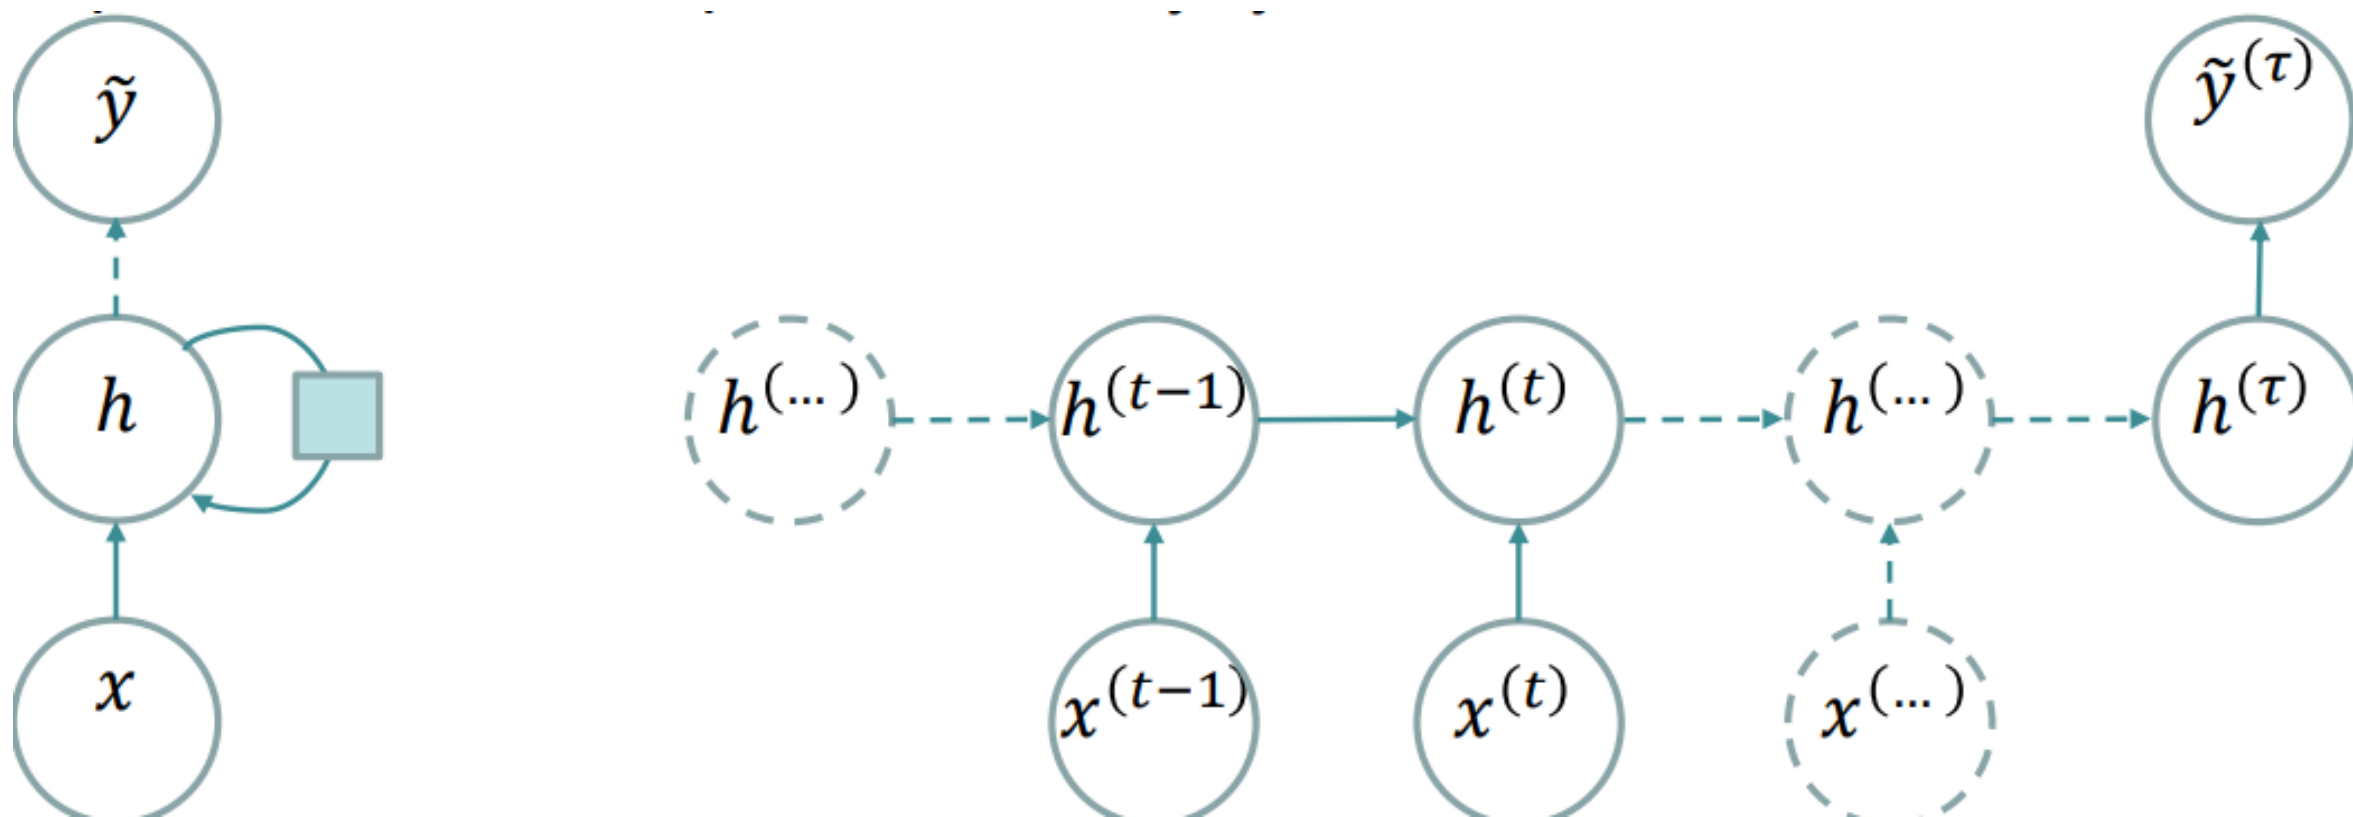 ỹ ỹ^(τ)
h h^(…) h^(t−1) h^(t) h^(…) h^(τ)
x x^(t−1) x^(t) x^(…)